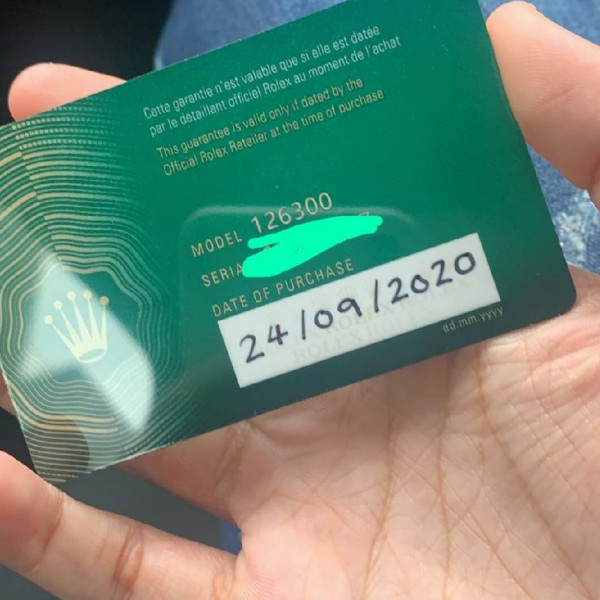 Cette garantie n'est valable que si elle est datée
par le détaillant officiel Rolex au moment de l'achat
This guarantee is valid only if dated by the
Official Rolex Retailer at the time of purchase
MODEL 126300
SERIA
DATE OF PURCHASE
24/09/2020
dd.mm.yyyy